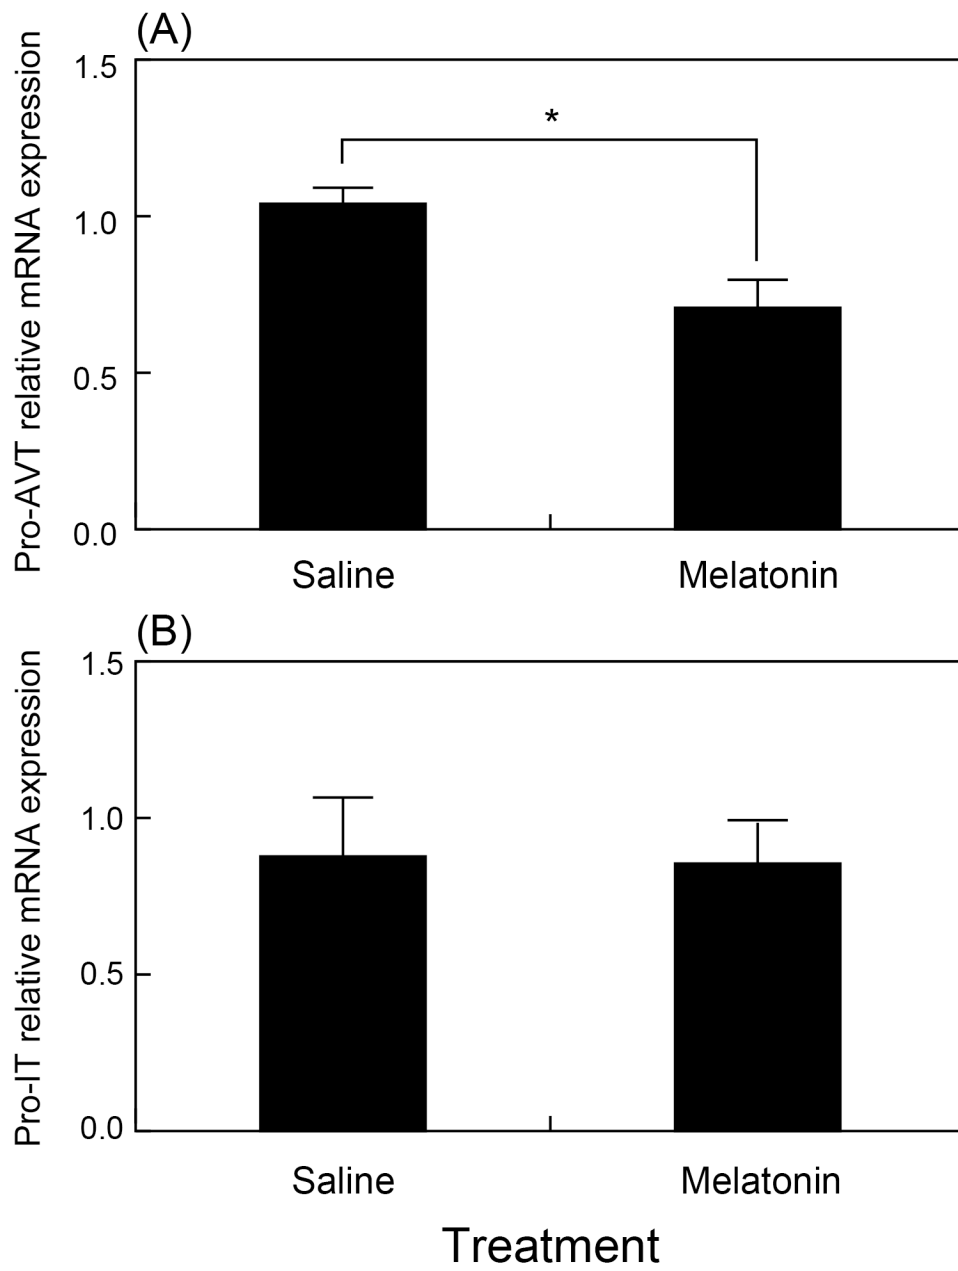 (A)
Pro-AVT relative mRNA expression
1.5
*
1.0
0.5
0.0
Saline Melatonin
(B)
Pro-IT relative mRNA expression
1.5
1.0
0.5
0.0
Saline Melatonin
Treatment